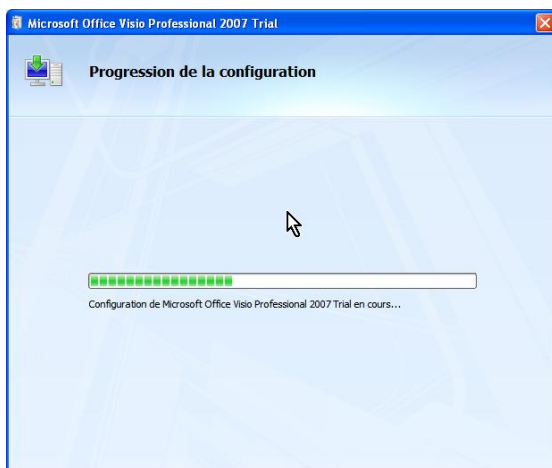 Microsoft Office Visio Professional 2007 Trial
Progression de la configuration
Configuration de Microsoft Office Visio Professional 2007 Trial en cours...